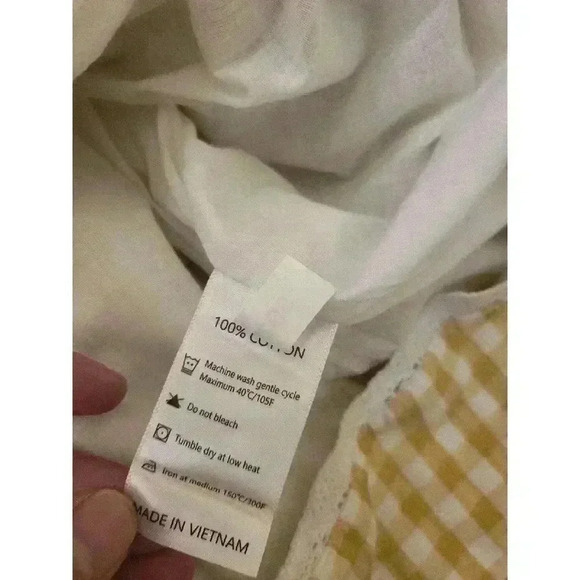 100% COTTON
Machine wash gentle cycle
Maximum 40℃/105F
Do not bleach
Tumble dry at low heat
Iron at medium 150℃/300F
MADE IN VIETNAM